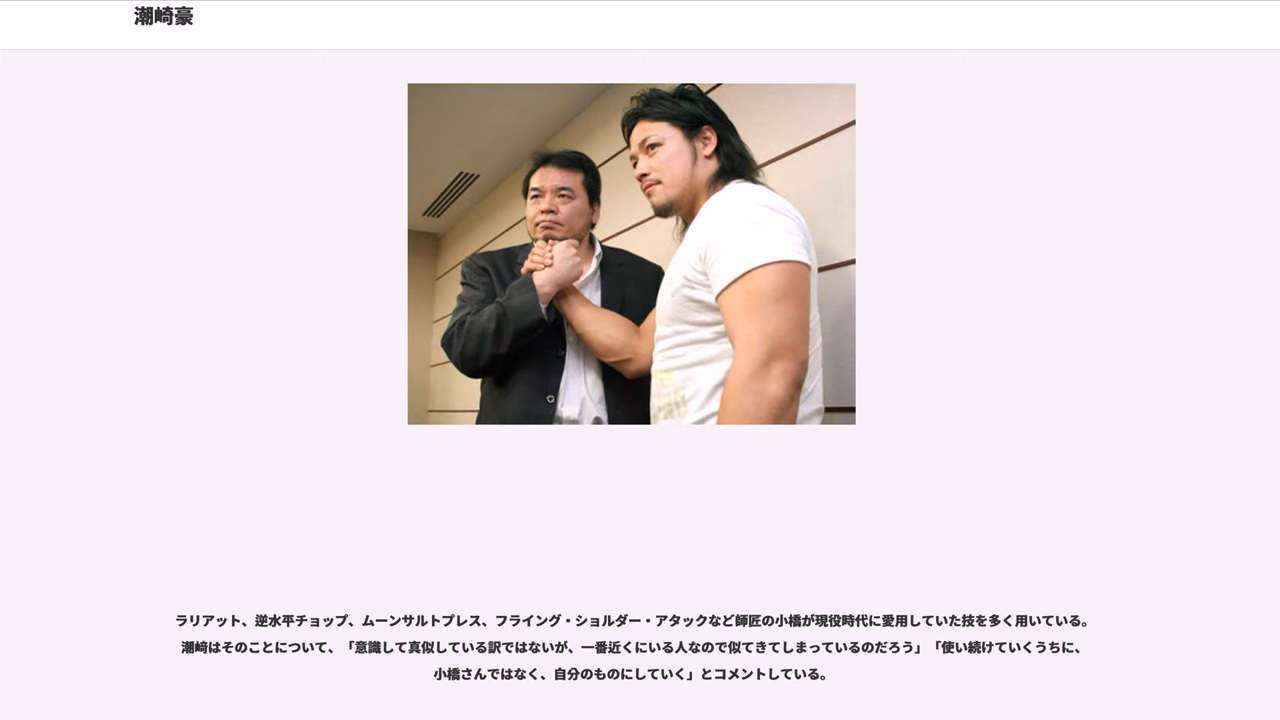 潮崎豪
ラリアット、逆水平チョップ、ムーンサルトプレス、フライング・ショルダー・アタックなど師匠の小橋が現役時代に愛用していた技を多く用いている。
潮﨑はそのことについて、「意識して真似している訳ではないが、一番近くにいる人なので似てきてしまっているのだろう」「使い続けていくうちに、
小橋さんではなく、自分のものにしていく」とコメントしている。